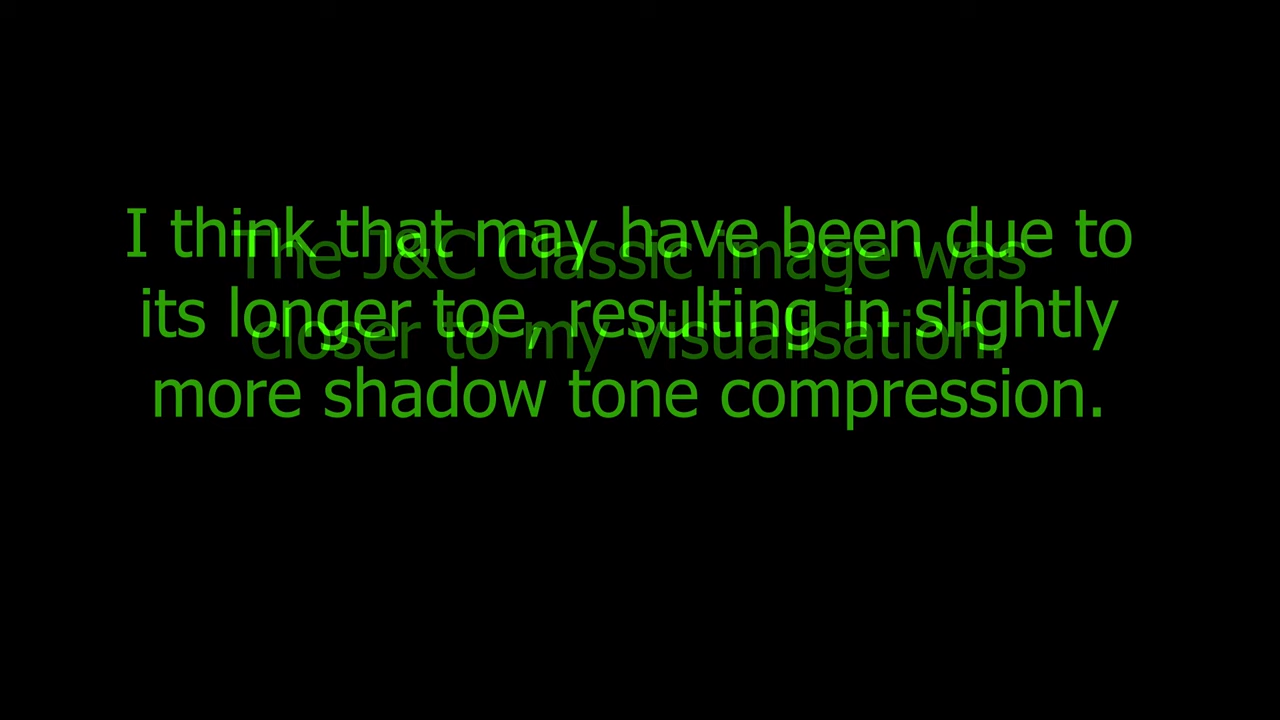 I think that may have been due to
its longer toe, resulting in slightly
more shadow tone compression.
The J&C Classic image was
closer to my visualisation.